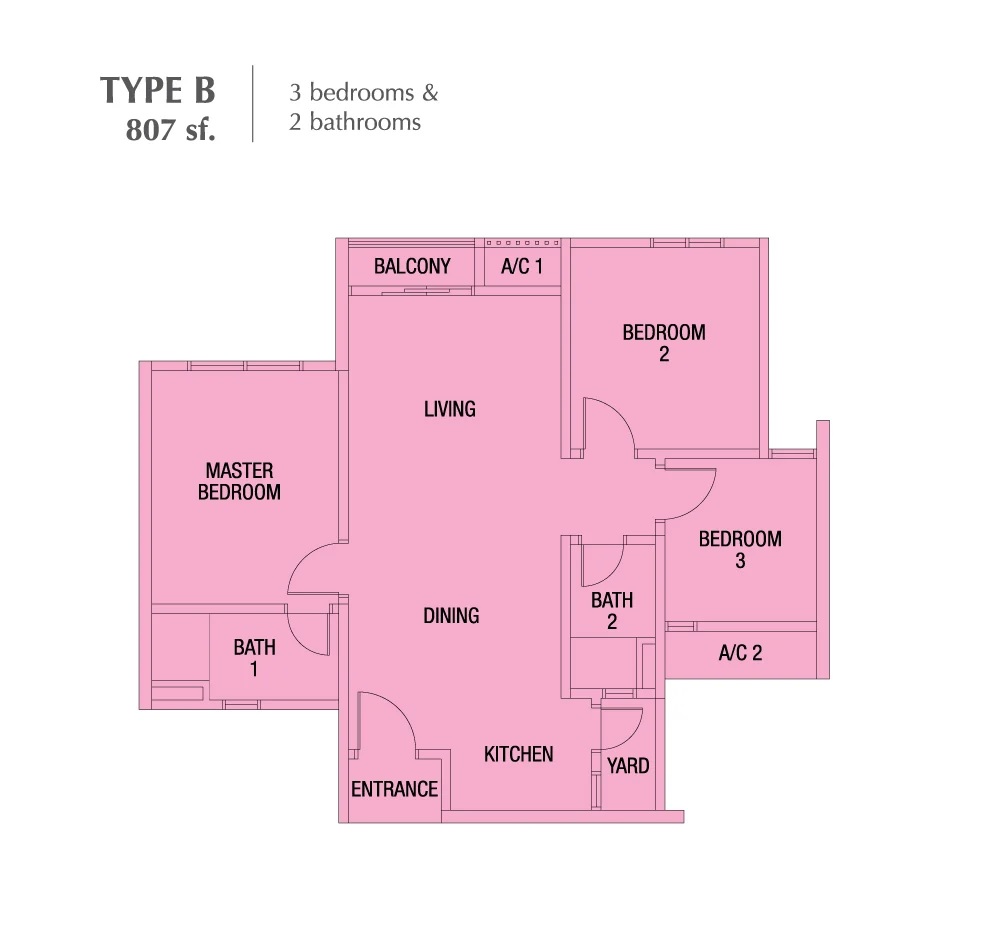 TYPE B
807 sf.
3 bedrooms &
2 bathrooms
BALCONY
A/C 1
BEDROOM
2
LIVING
MASTER
BEDROOM
BEDROOM
3
DINING
BATH
2
BATH
1
A/C 2
KITCHEN
YARD
ENTRANCE